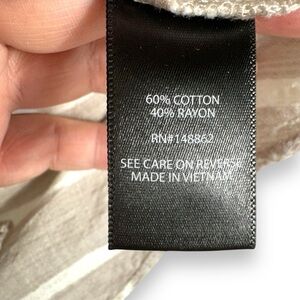 60% COTTON
40% RAYON
RN#148862
SEE CARE ON REVERSE
MADE IN VIETNAM